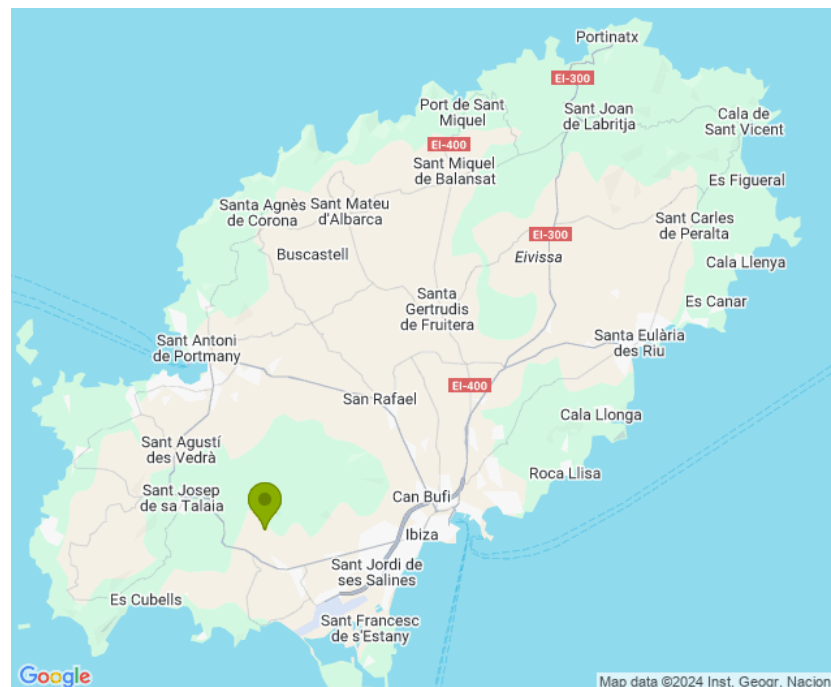 Portinatx
EI-300
Port de Sant
Miquel
Sant Joan
de Labritja
Cala de
Sant Vicent
EI-400
Sant Miquel
de Balansat
Es Figueral
Santa Agnès
de Corona
Sant Mateu
d'Albarca
Sant Carles
de Peralta
EI-300
Buscastell
Eivissa
Cala Llenya
Santa
Gertrudis
de Fruitera
Es Canar
Sant Antoni
de Portmany
Santa Eulària
des Riu
EI-400
San Rafael
Cala Llonga
Sant Agustí
des Vedrà
Roca Llisa
Sant Josep
de sa Talaia
Can Bufi
Ibiza
Sant Jordi de
ses Salines
Es Cubells
Sant Francesc
de s'Estany
Google
Map data ©2024 Inst. Geogr. Nacion